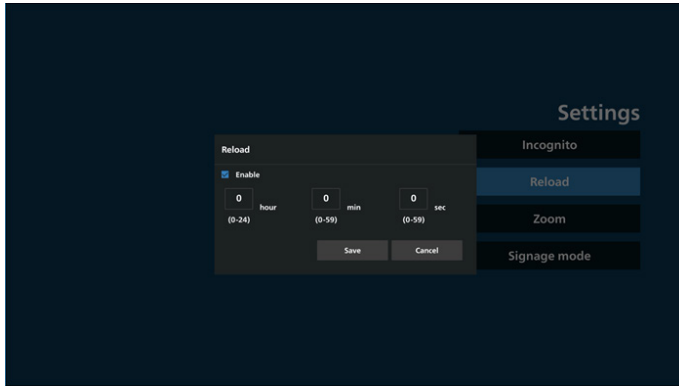 Settings
Incognito
Reload
Zoom
Signage mode
Reload
Enable
0 hour 0 min 0 sec
(0-24) (0-59) (0-59)
Save Cancel